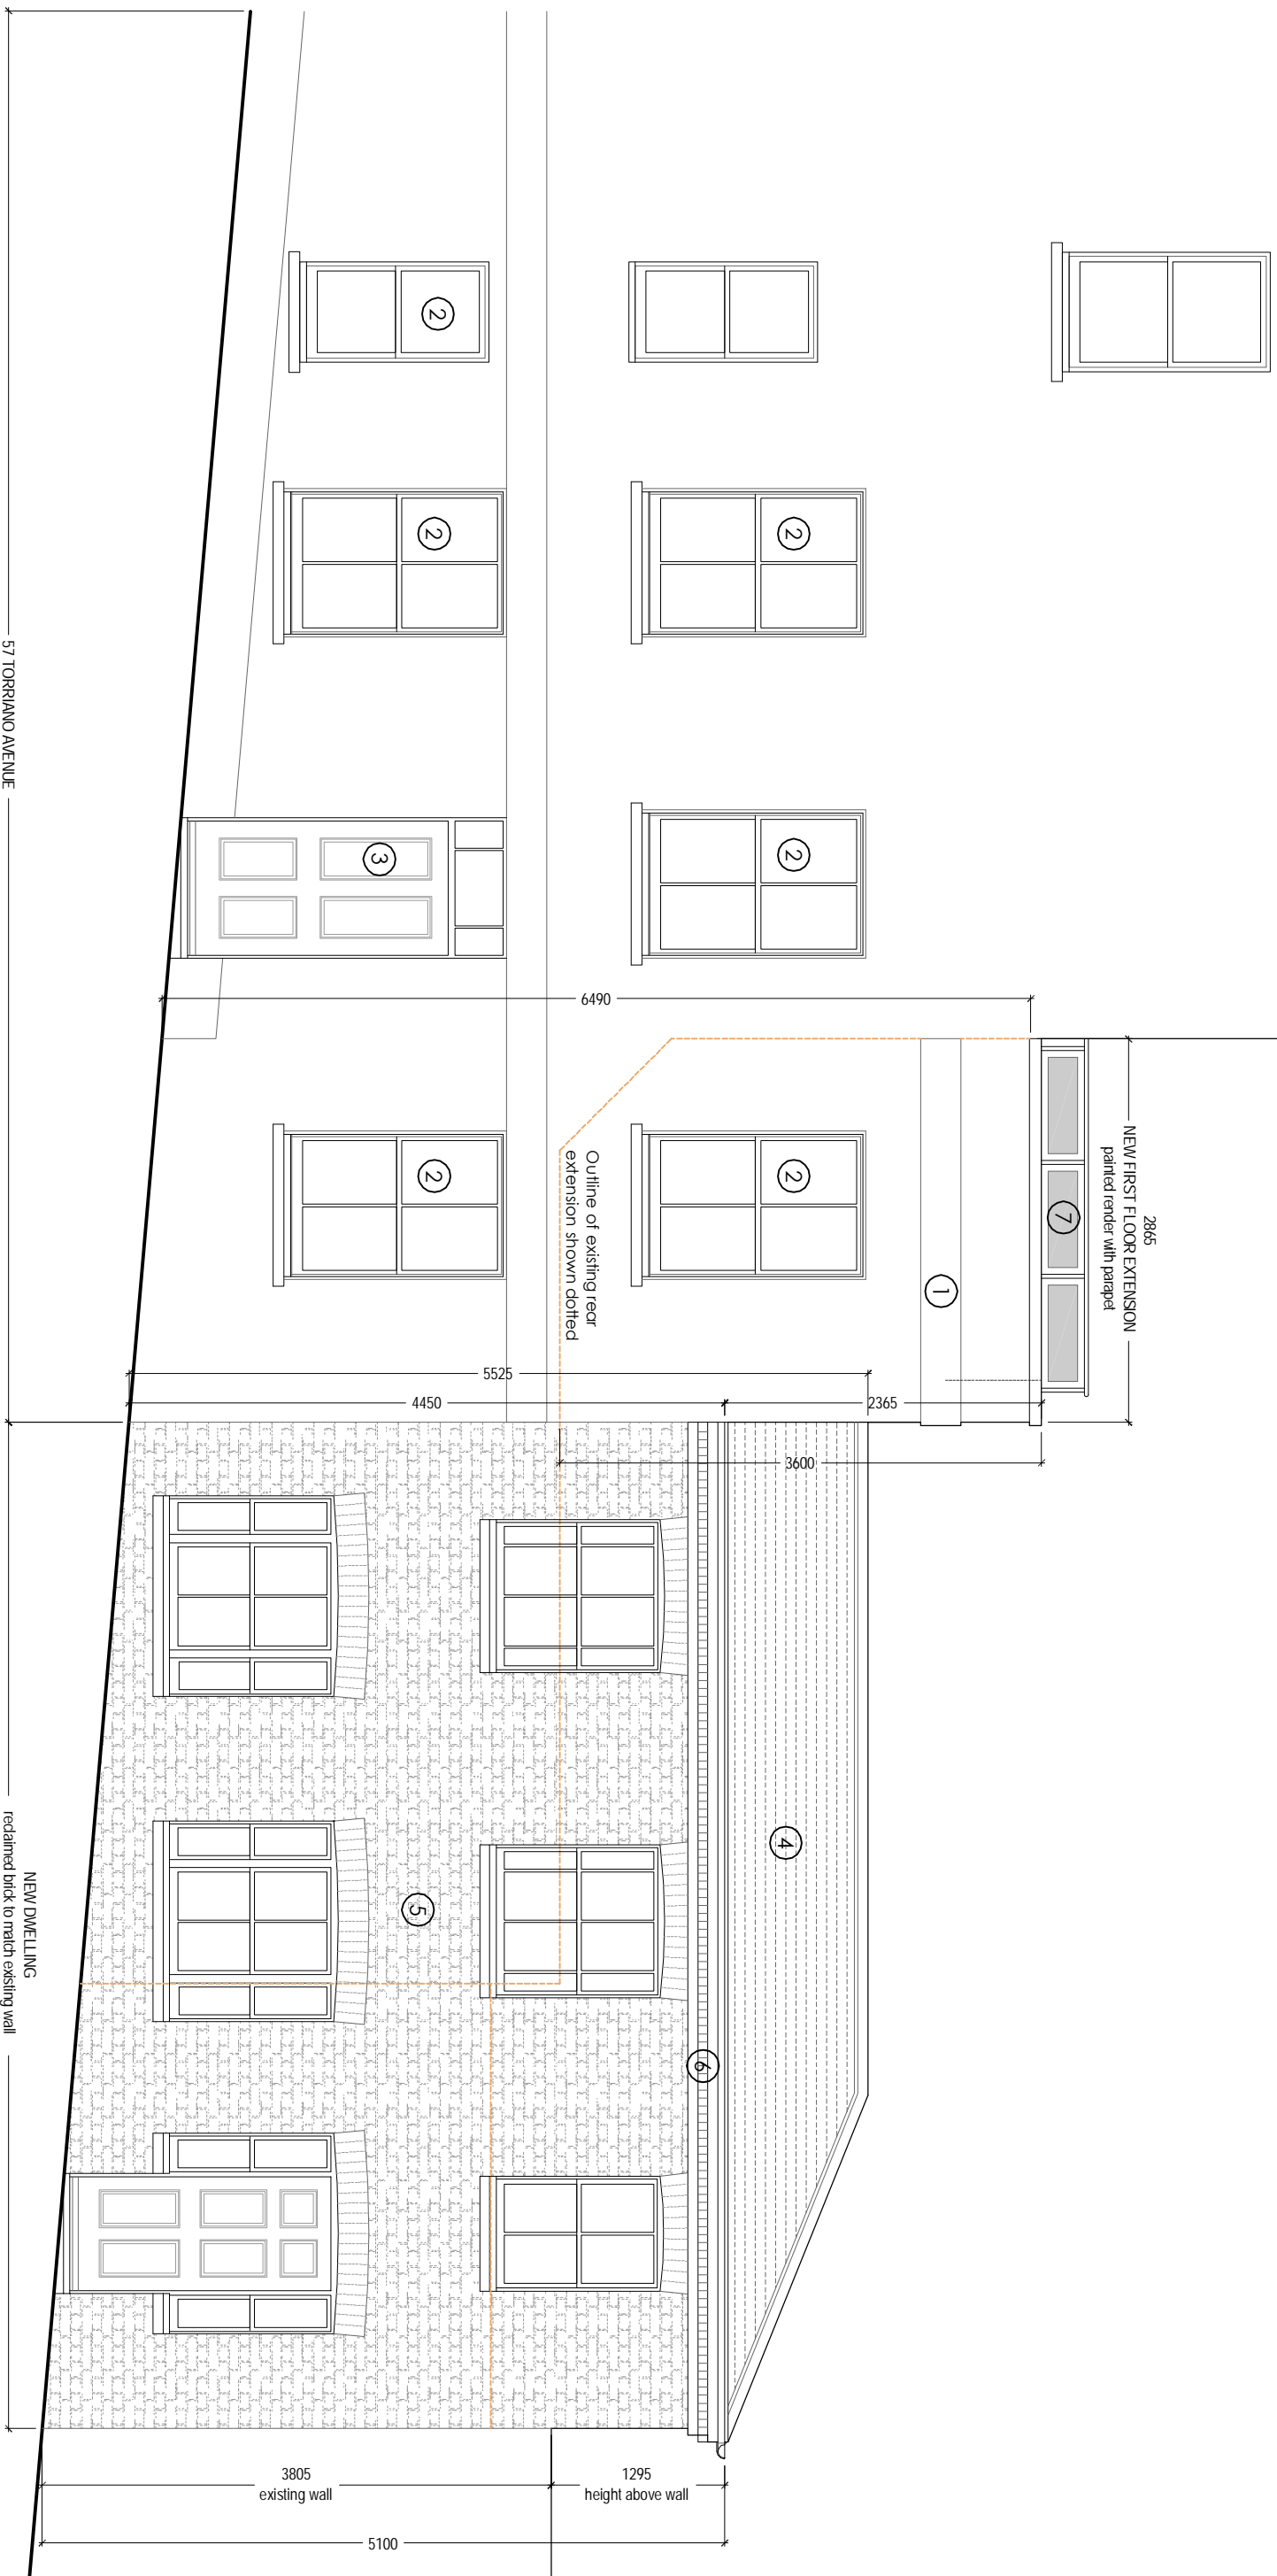 2
2
2
2
2
2
3
6490
2865
NEW FIRST FLOOR EXTENSION
painted render with parapet
7
1
Outline of existing rear
extension shown dotted
5525
4450
2365
3600
4
5
6
57 TORRIANO AVENUE
NEW DWELLING
reclaimed brick to match existing wall
3805
existing wall
1295
height above wall
5100